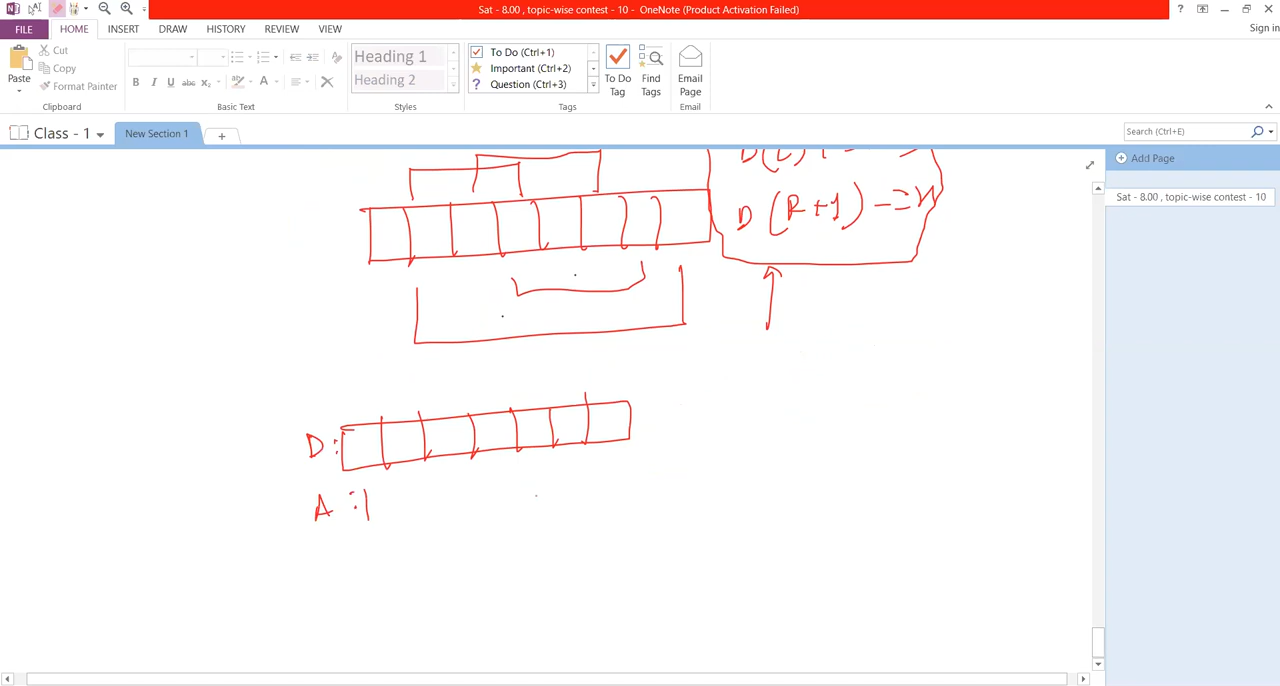 Sat - 8.00 , topic-wise contest - 10 - OneNote (Product Activation Failed)
FILE HOME INSERT DRAW HISTORY REVIEW VIEW Sign in
Paste
Cut
Copy
Format Painter
Clipboard
B I U abc X₂ A
Basic Text
Heading 1
Heading 2
Styles
To Do (Ctrl+1)
Important (Ctrl+2)
Question (Ctrl+3)
Tags
To Do Tag
Find Tags
Email Page
Email
Class - 1
New Section 1
Search (Ctrl+E)
Add Page
Sat - 8.00 , topic-wise contest - 10
D(L) + =
D(R+1) -=
D:
A: